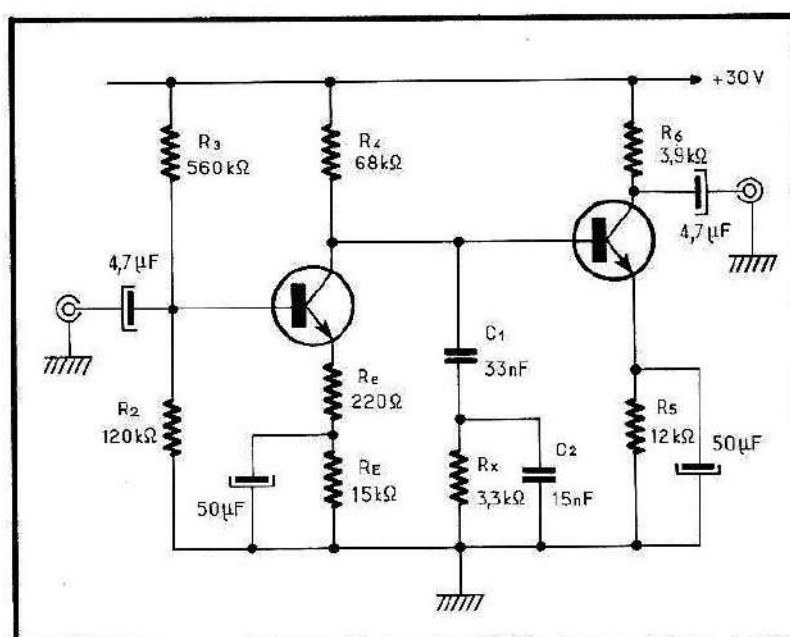 +30V
R3
560kΩ
R4
68kΩ
R6
3,9kΩ
4,7µF
4,7µF
C1
33nF
Re
220Ω
R2
120kΩ
RE
15kΩ
50µF
Rx
3,3kΩ
C2
15nF
R5
12kΩ
50µF